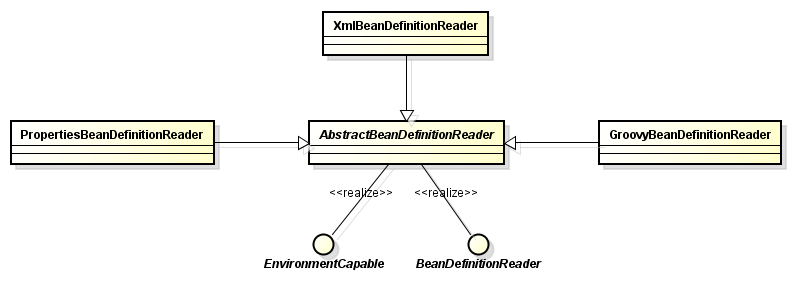 XmlBeanDefinitionReader
PropertiesBeanDefinitionReader
AbstractBeanDefinitionReader
GroovyBeanDefinitionReader
<<realize>>
<<realize>>
EnvironmentCapable
BeanDefinitionReader